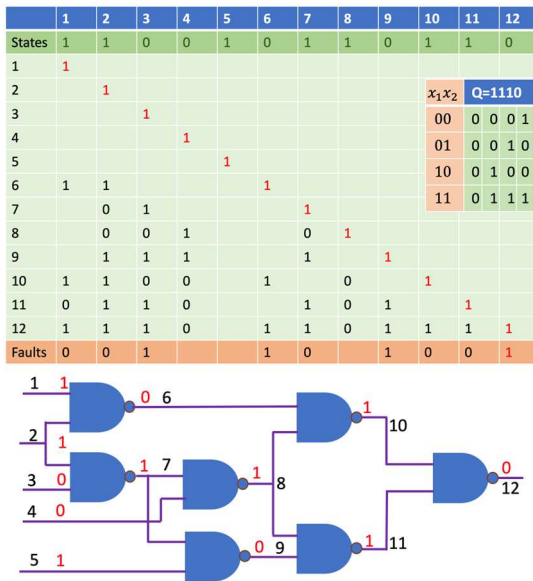 1 2 3 4 5 6 7 8 9 10 11 12
States 1 1 0 0 1 0 1 1 0 1 1 0
1 1
2 1
3 1
4 1
5 1
6 1 1 1
7 0 1 1
8 0 0 1 0 1
9 1 1 1 1 1
10 1 1 0 0 1 0 1
11 0 1 1 0 1 0 1 1
12 1 1 1 0 1 1 0 1 1 1 1
Faults 0 0 1 1 0 1 0 0 1
x₁x₂ Q=1110
00 0 0 0 1
01 0 0 1 0
10 0 1 0 0
11 0 1 1 1
1 1 0 6 1 10
2 1
3 0 1 7 1 8 0 12
4 0
5 1 0 9 1 11